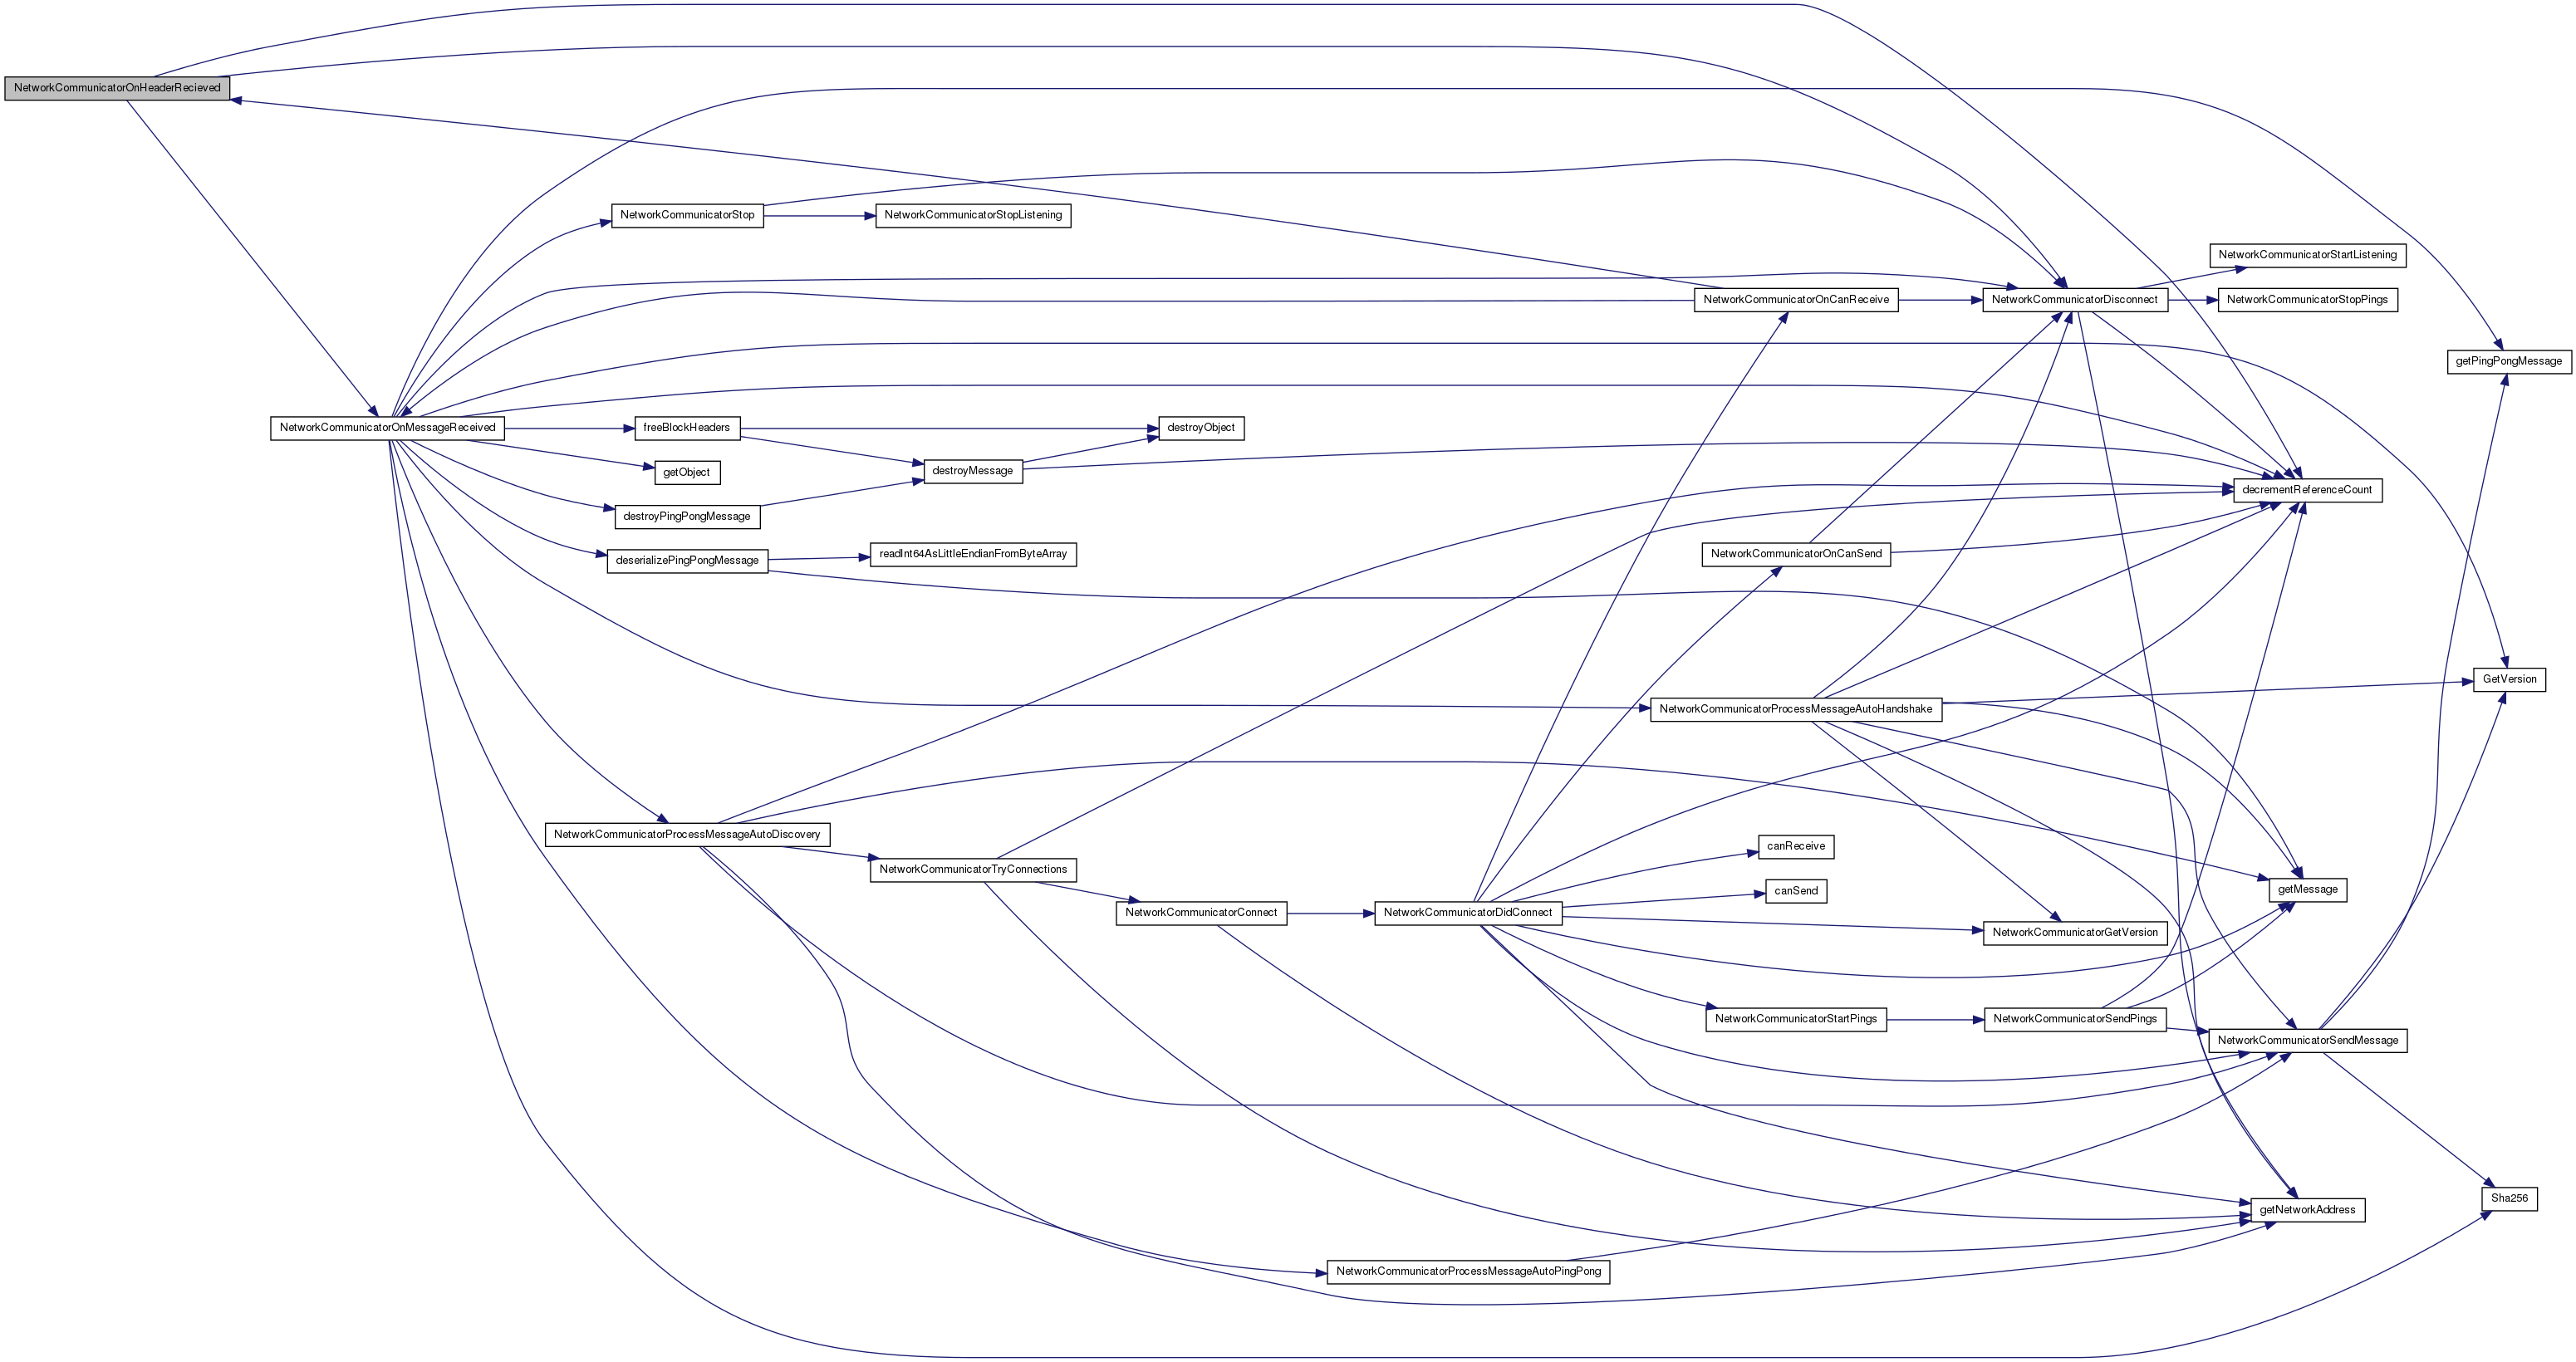 NetworkCommunicatorOnHeaderRecieved
NetworkCommunicatorStop
NetworkCommunicatorStopListening
NetworkCommunicatorStartListening
NetworkCommunicatorOnCanReceive
NetworkCommunicatorDisconnect
NetworkCommunicatorStopPings
getPingPongMessage
NetworkCommunicatorOnMessageReceived
freeBlockHeaders
destroyObject
getObject
destroyMessage
decrementReferenceCount
destroyPingPongMessage
deserializePingPongMessage
readInt64AsLittleEndianFromByteArray
NetworkCommunicatorOnCanSend
GetVersion
NetworkCommunicatorProcessMessageAutoHandshake
NetworkCommunicatorProcessMessageAutoDiscovery
canReceive
NetworkCommunicatorTryConnections
canSend
getMessage
NetworkCommunicatorConnect
NetworkCommunicatorDidConnect
NetworkCommunicatorGetVersion
NetworkCommunicatorStartPings
NetworkCommunicatorSendPings
NetworkCommunicatorSendMessage
Sha256
getNetworkAddress
NetworkCommunicatorProcessMessageAutoPingPong